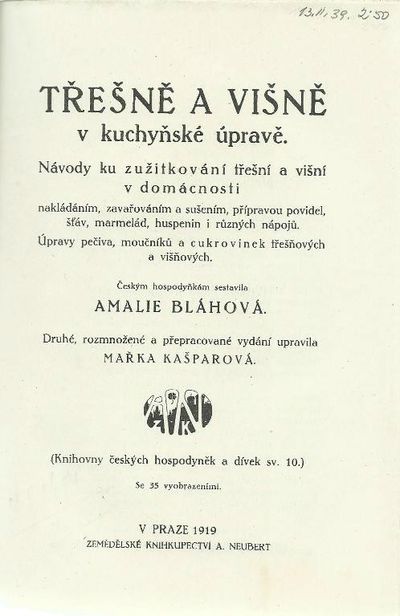 13.II.39. 2.50
TŘEŠNĚ A VIŠNĚ
v kuchyňské úpravě.
Návody ku zužitkování třešní a višní
v domácnosti
nakládáním, zavařováním a sušením, přípravou povidel,
šťáv, marmelád, huspenin i různých nápojů.
Úpravy pečiva, moučníků a cukrovinek třešňových
a višňových.
Českým hospodyňkám sestavila
AMALIE BLÁHOVÁ.
Druhé, rozmnožené a přepracované vydání upravila
MAŘKA KAŠPAROVÁ.
(Knihovny českých hospodyněk a dívek sv. 10.)
Se 35 vyobrazeními.
V PRAZE 1919
ZEMĚDĚLSKÉ KNIHKUPECTVÍ A. NEUBERT